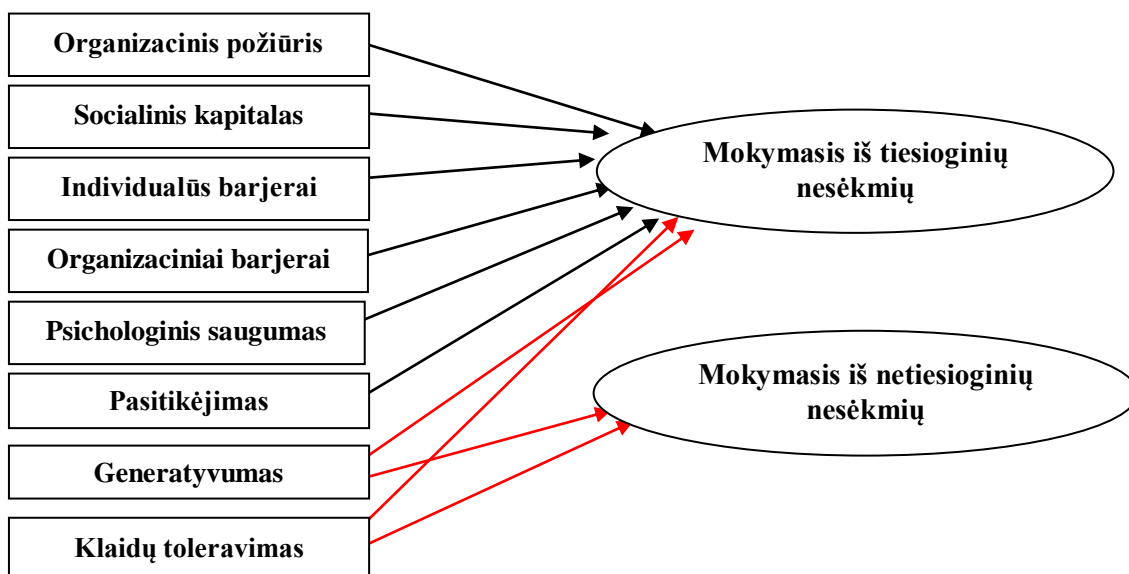 Organizacinis požiūris
Socialinis kapitalas
Individualūs barjerai
Organizaciniai barjerai
Psichologinis saugumas
Pasitikėjimas
Generatyvumas
Klaidų toleravimas
Mokymasis iš tiesioginių
nesėkmių
Mokymasis iš netiesioginių
nesėkmių